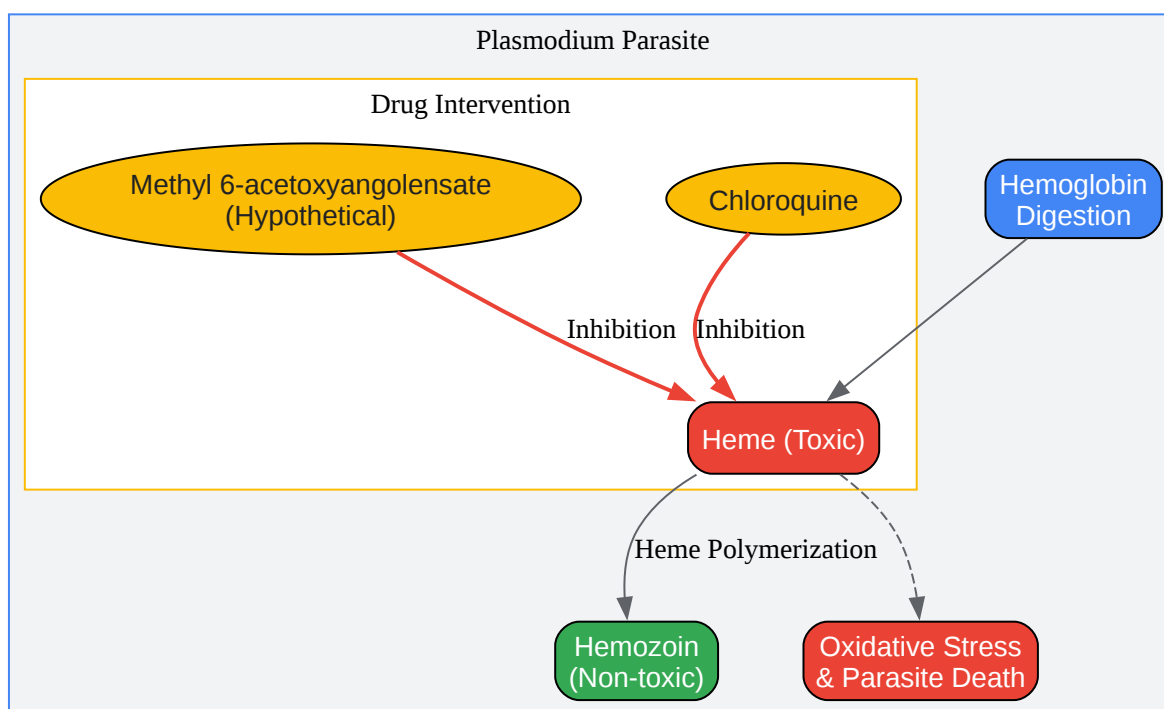 Plasmodium Parasite
Drug Intervention
Methyl 6-acetoxyangolensate
(Hypothetical)
Chloroquine
Hemoglobin
Digestion
Inhibition
Inhibition
Heme (Toxic)
Heme Polymerization
Hemozoin
(Non-toxic)
Oxidative Stress
& Parasite Death